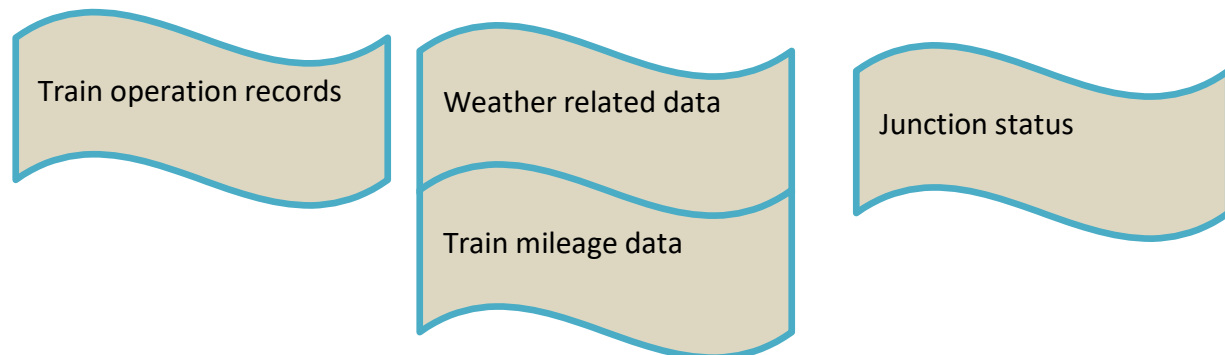 Train operation records
Weather related data
Train mileage data
Junction status